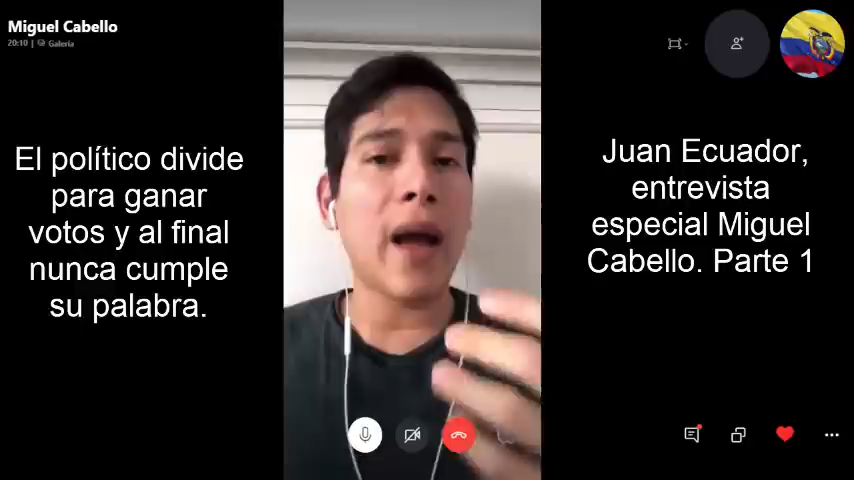 Miguel Cabello
20:10 | Galería
El político divide
para ganar
votos y al final
nunca cumple
su palabra.
Juan Ecuador,
entrevista
especial Miguel
Cabello. Parte 1